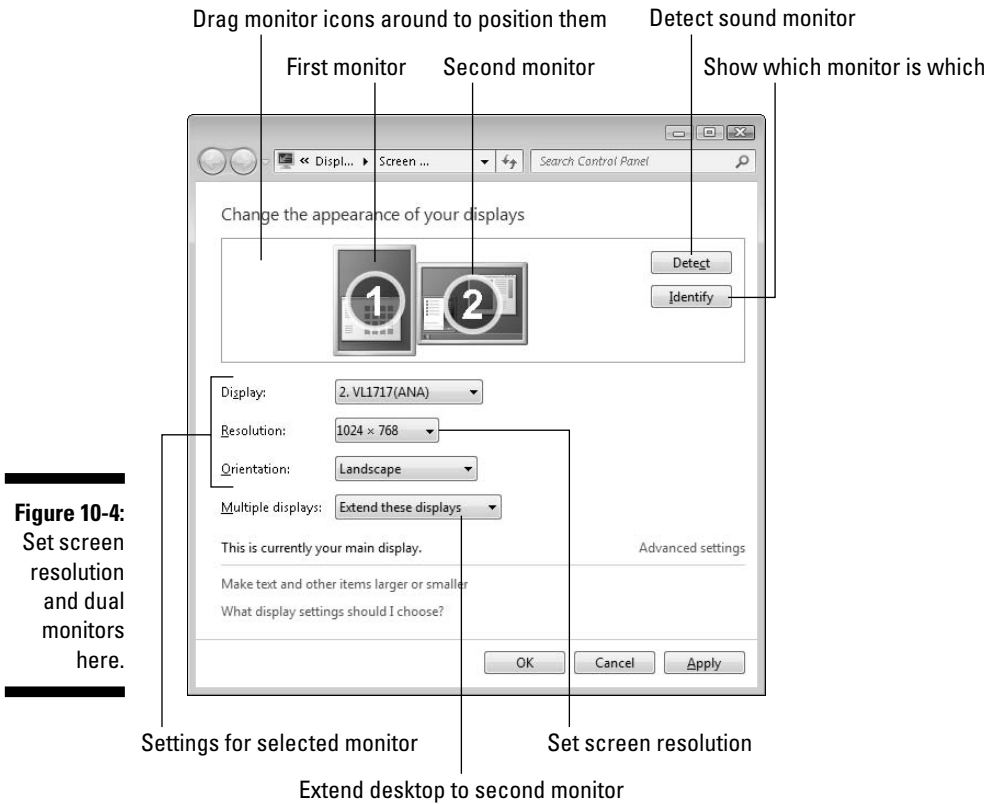 Drag monitor icons around to position them
Detect sound monitor
First monitor
Second monitor
Show which monitor is which
« Displ... ▸ Screen ...
Search Control Panel
Change the appearance of your displays
1
2
Detect
Identify
Display: 2. VL1717(ANA)
Resolution: 1024 × 768
Orientation: Landscape
Multiple displays: Extend these displays
This is currently your main display.
Advanced settings
Make text and other items larger or smaller
What display settings should I choose?
OK Cancel Apply
Figure 10-4:
Set screen
resolution
and dual
monitors
here.
Settings for selected monitor
Set screen resolution
Extend desktop to second monitor